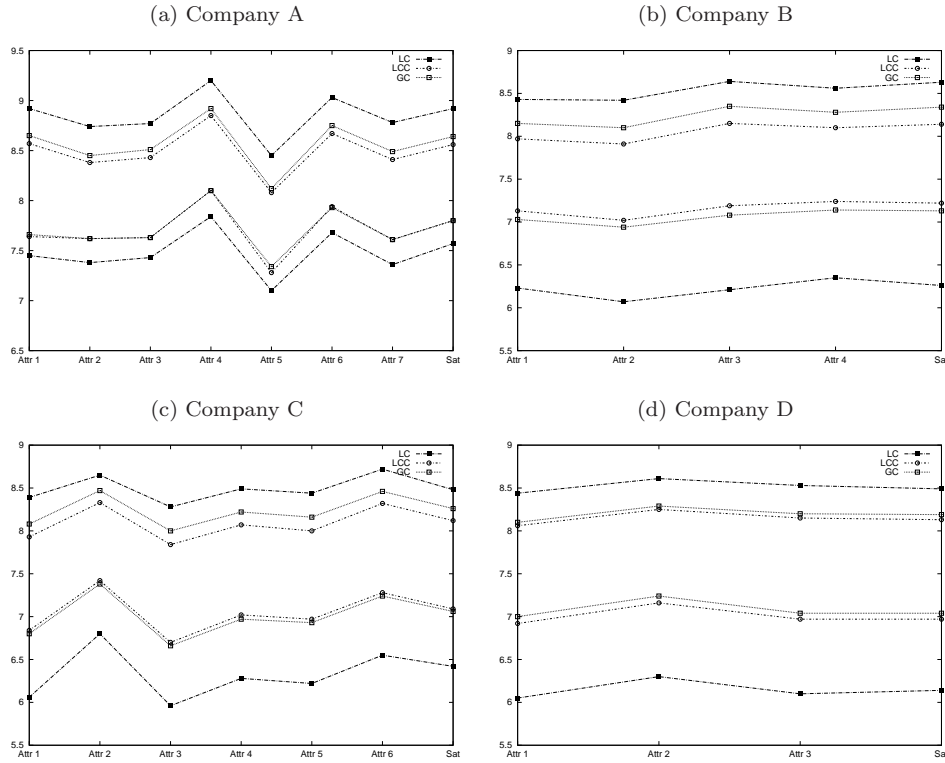 (a) Company A
9.5
9
8.5
8
7.5
7
6.5
LC
LCC
GC
Attr 1 Attr 2 Attr 3 Attr 4 Attr 5 Attr 6 Attr 7 Sat
(b) Company B
9
8.5
8
7.5
7
6.5
6
5.5
LC
LCC
GC
Attr 1 Attr 2 Attr 3 Attr 4 Sat
(c) Company C
9
8.5
8
7.5
7
6.5
6
5.5
LC
LCC
GC
Attr 1 Attr 2 Attr 3 Attr 4 Attr 5 Attr 6 Sat
(d) Company D
9
8.5
8
7.5
7
6.5
6
5.5
LC
LCC
GC
Attr 1 Attr 2 Attr 3 Sat